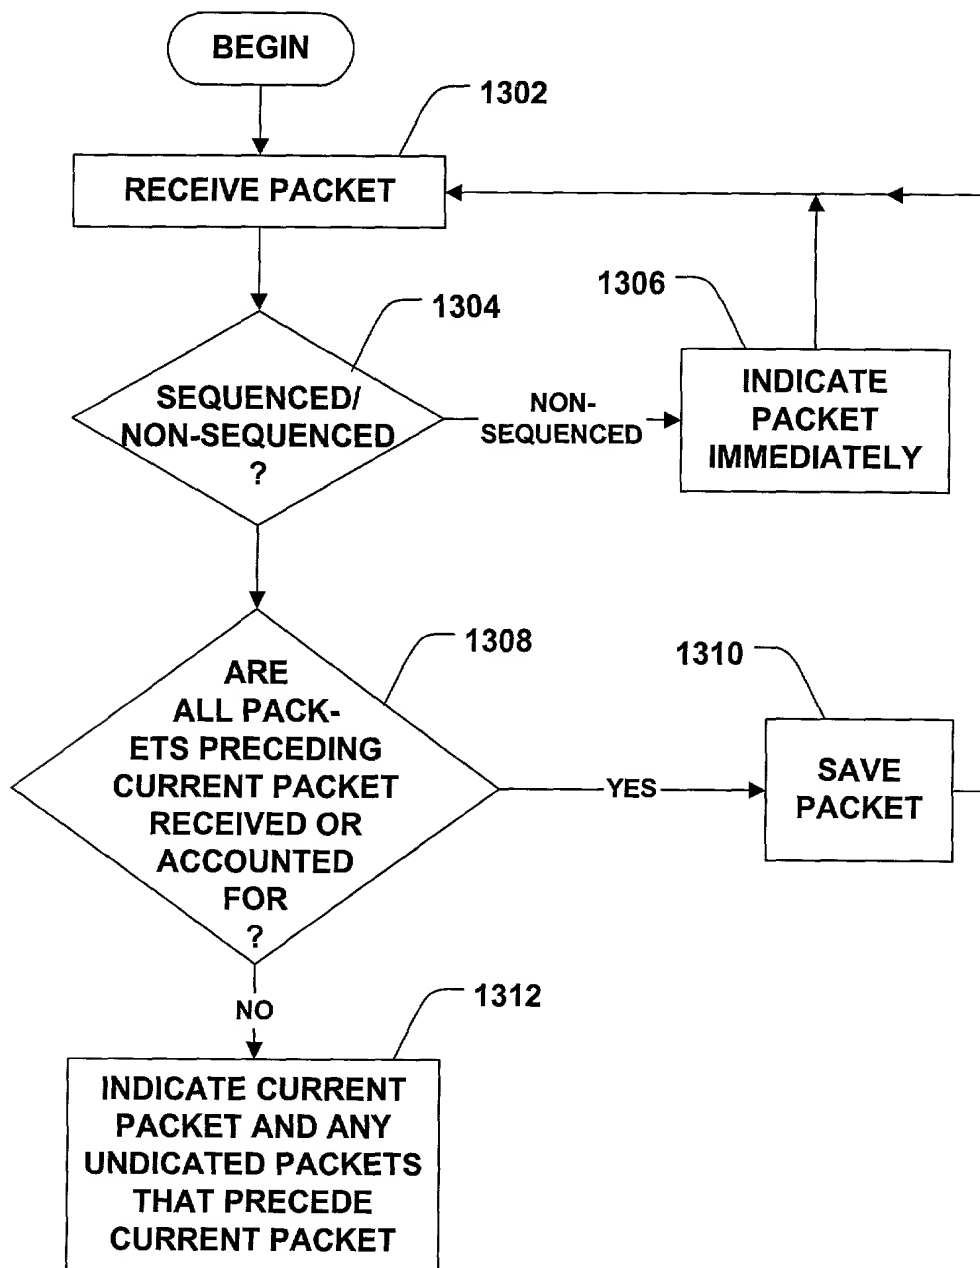 BEGIN
1302
RECEIVE PACKET
1304
SEQUENCED/
NON-SEQUENCED
?
NON-
SEQUENCED
1306
INDICATE
PACKET
IMMEDIATELY
1308
ARE
ALL PACK-
ETS PRECEDING
CURRENT PACKET
RECEIVED OR
ACCOUNTED
FOR
?
YES
1310
SAVE
PACKET
NO
1312
INDICATE CURRENT
PACKET AND ANY
UNDICATED PACKETS
THAT PRECEDE
CURRENT PACKET